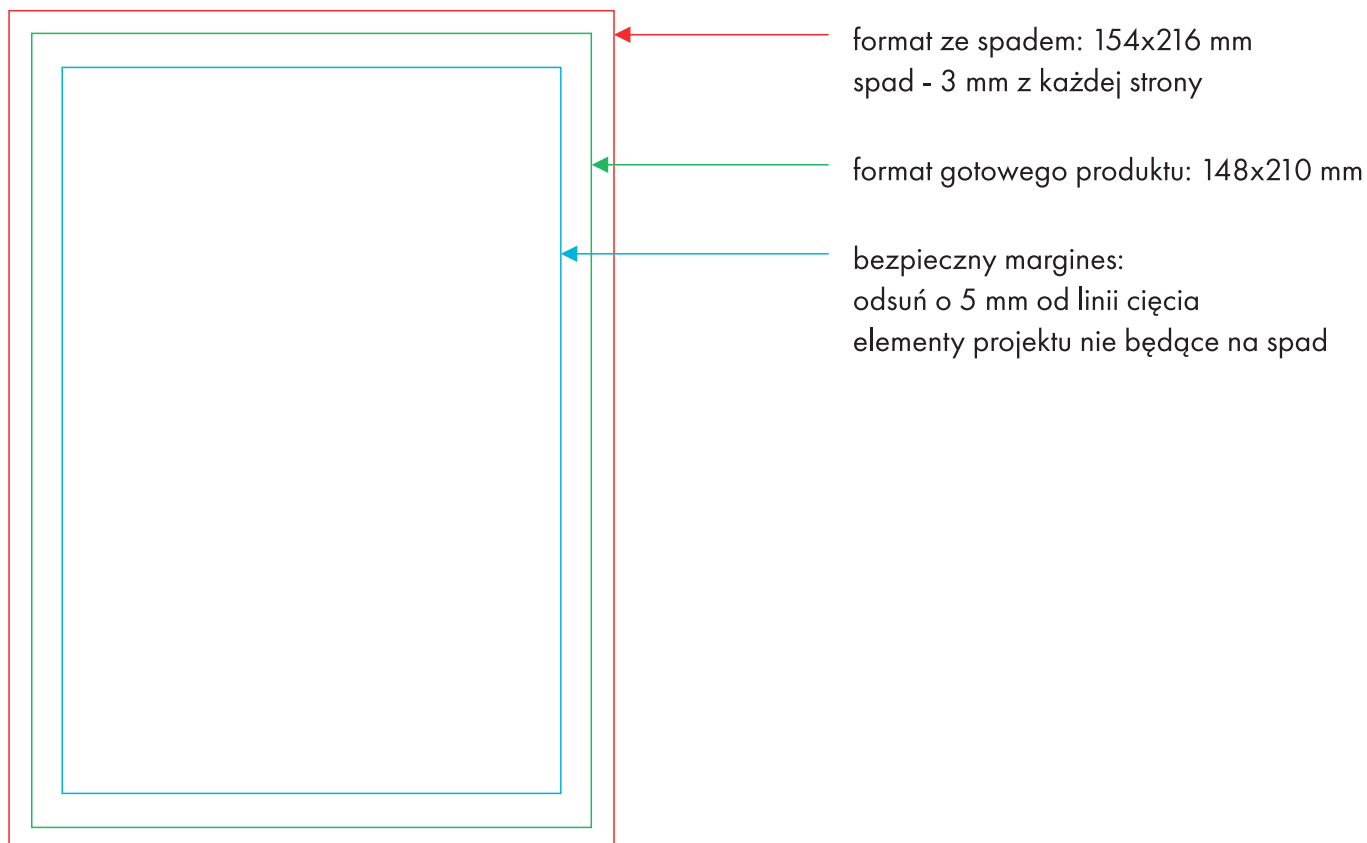 format ze spadem: 154x216 mm
spad - 3 mm z każdej strony
format gotowego produktu: 148x210 mm
bezpieczny margines:
odsuń o 5 mm od linii cięcia
elementy projektu nie będące na spad